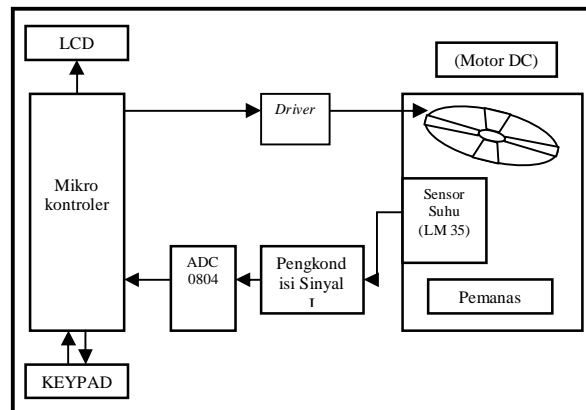 LCD
(Motor DC)
Driver
Mikro
kontroler
Sensor
Suhu
(LM 35)
ADC
0804
Pengkond
isi Sinyal
Pemanas
KEYPAD